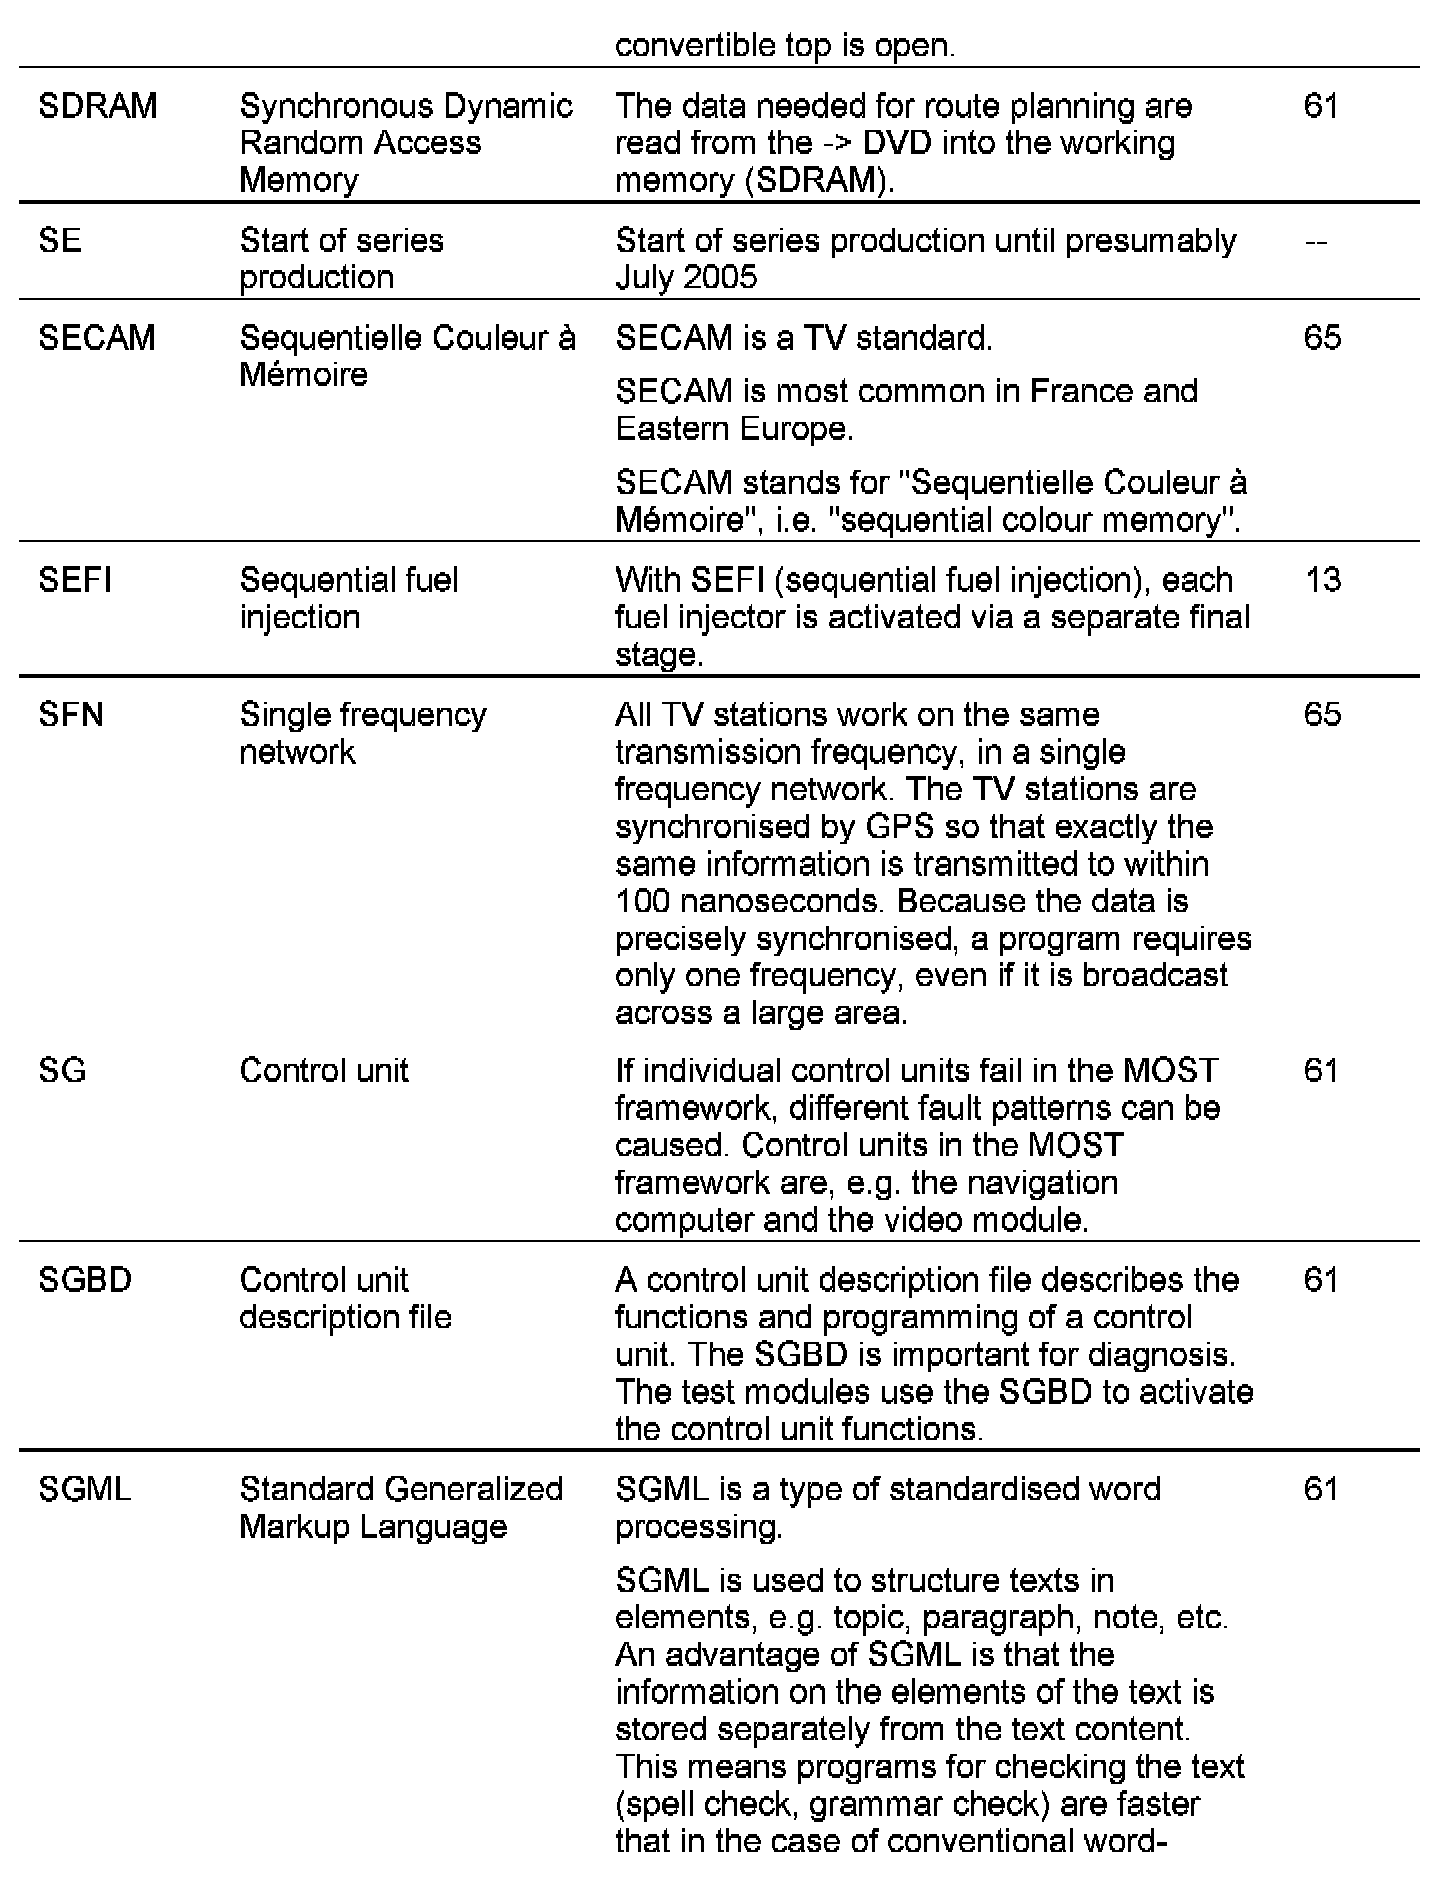 convertible top is open.
SDRAM Synchronous Dynamic The data needed for route planning are 61
Random Access read from the -> DVD into the working
Memory memory (SDRAM).
SE Start of series Start of series production until presumably --
production July 2005
SECAM Sequentielle Couleur à SECAM is a TV standard. 65
Mémoire
SECAM is most common in France and
Eastern Europe.
SECAM stands for "Sequentielle Couleur à
Mémoire", i.e. "sequential colour memory".
SEFI Sequential fuel With SEFI (sequential fuel injection), each 13
injection fuel injector is activated via a separate final
stage.
SFN Single frequency All TV stations work on the same 65
network transmission frequency, in a single
frequency network. The TV stations are
synchronised by GPS so that exactly the
same information is transmitted to within
100 nanoseconds. Because the data is
precisely synchronised, a program requires
only one frequency, even if it is broadcast
across a large area.
SG Control unit If individual control units fail in the MOST 61
framework, different fault patterns can be
caused. Control units in the MOST
framework are, e.g. the navigation
computer and the video module.
SGBD Control unit A control unit description file describes the 61
description file functions and programming of a control
unit. The SGBD is important for diagnosis.
The test modules use the SGBD to activate
the control unit functions.
SGML Standard Generalized SGML is a type of standardised word 61
Markup Language processing.
SGML is used to structure texts in
elements, e.g. topic, paragraph, note, etc.
An advantage of SGML is that the
information on the elements of the text is
stored separately from the text content.
This means programs for checking the text
(spell check, grammar check) are faster
that in the case of conventional word-